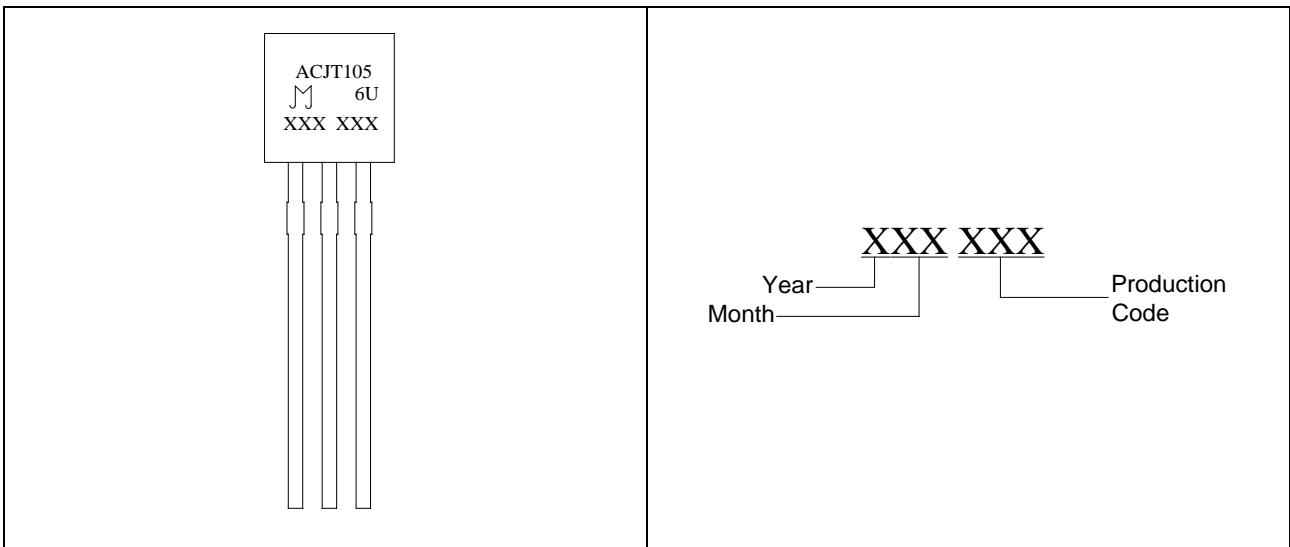 ACJT105
6U
XXX XXX
XXX XXX
Year
Month
Production
Code